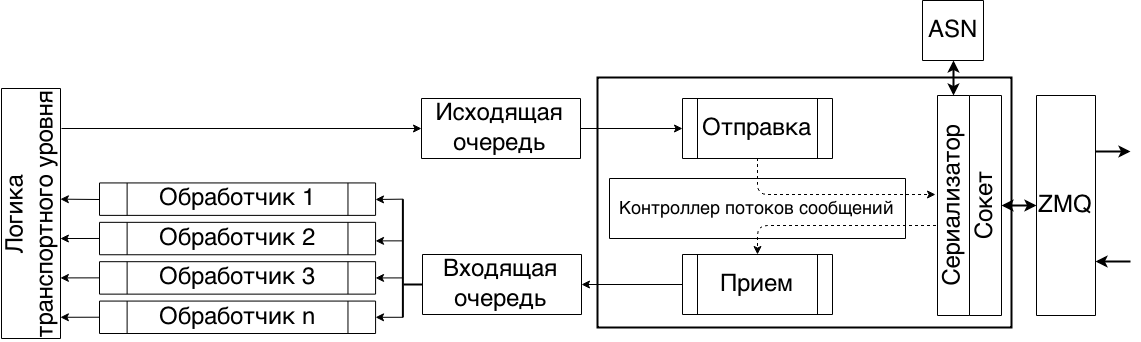 ASN
Логика
транспортного уровня
Исходящая
очередь
Отправка
Обработчик 1
Обработчик 2
Обработчик 3
Обработчик n
Контроллер потоков сообщений
Входящая
очередь
Прием
Сериализатор
Сокет
ZMQ